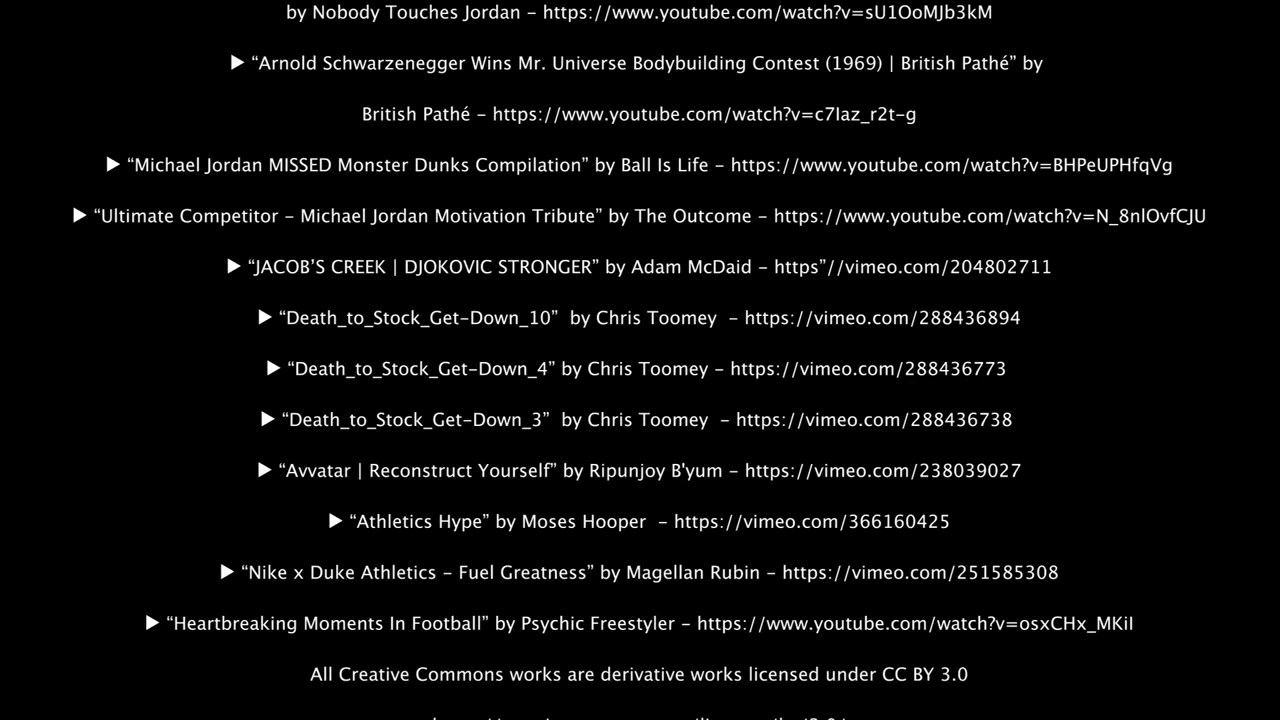 by Nobody Touches Jordan – https://www.youtube.com/watch?v=sU1OoMJb3kM
▶ “Arnold Schwarzenegger Wins Mr. Universe Bodybuilding Contest (1969) | British Pathé” by
British Pathé – https://www.youtube.com/watch?v=c7Iaz_r2t-g
▶ “Michael Jordan MISSED Monster Dunks Compilation” by Ball Is Life – https://www.youtube.com/watch?v=BHPeUPHfqVg
▶ “Ultimate Competitor – Michael Jordan Motivation Tribute” by The Outcome – https://www.youtube.com/watch?v=N_8nlOvfCJU
▶ “JACOB’S CREEK | DJOKOVIC STRONGER” by Adam McDaid – https”//vimeo.com/204802711
▶ “Death_to_Stock_Get-Down_10”  by Chris Toomey  – https://vimeo.com/288436894
▶ “Death_to_Stock_Get-Down_4” by Chris Toomey – https://vimeo.com/288436773
▶ “Death_to_Stock_Get-Down_3”  by Chris Toomey  – https://vimeo.com/288436738
▶ “Avvatar | Reconstruct Yourself” by Ripunjoy B'yum – https://vimeo.com/238039027
▶ “Athletics Hype” by Moses Hooper  – https://vimeo.com/366160425
▶ “Nike x Duke Athletics – Fuel Greatness” by Magellan Rubin – https://vimeo.com/251585308
▶ “Heartbreaking Moments In Football” by Psychic Freestyler – https://www.youtube.com/watch?v=osxCHx_MKiI
All Creative Commons works are derivative works licensed under CC BY 3.0